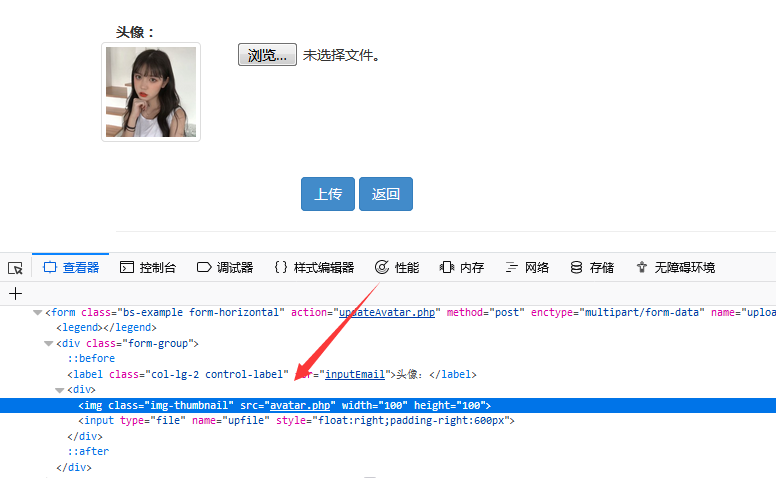 头像：
浏览... 未选择文件。
上传 返回
查看器 控制台 调试器 {} 样式编辑器 性能 内存 网络 存储 无障碍环境
+
<form class="bs-example form-horizontal" action="updateAvatar.php" method="post" enctype="multipart/form-data" name="uploa
<legend></legend>
<div class="form-group">
::before
<label class="col-lg-2 control-label" for="inputEmail">头像：</label>
<div>
<img class="img-thumbnail" src="avatar.php" width="100" height="100">
<input type="file" name="upfile" style="float:right;padding-right:600px">
</div>
::after
</div>